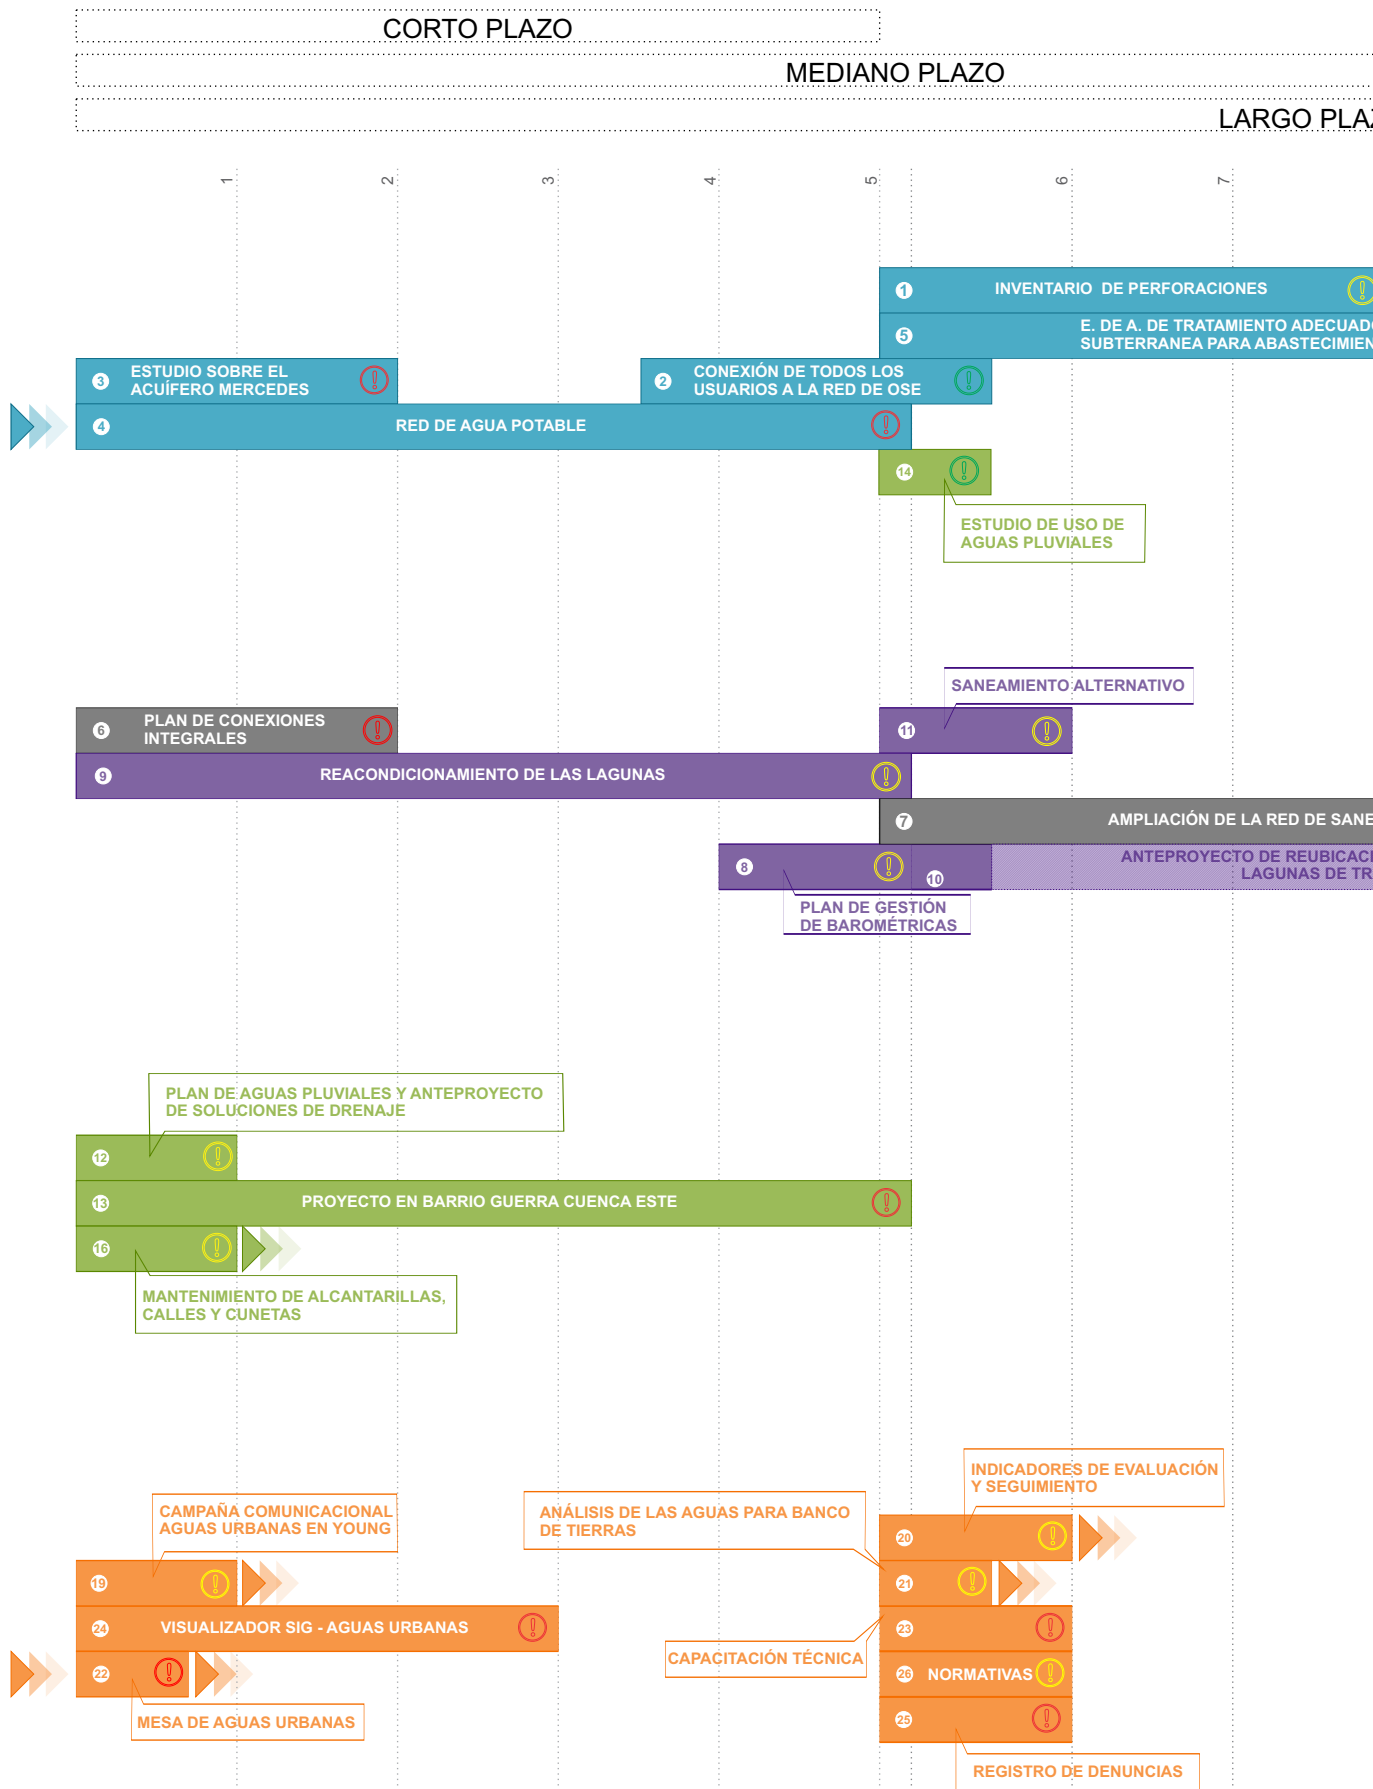 CORTO PLAZO
MEDIANO PLAZO
LARGO PLAZ
1
2
3
4
5
6
7
1 INVENTARIO DE PERFORACIONES
5 E. DE A. DE TRATAMIENTO ADECUADO
SUBTERRANEA PARA ABASTECIMIEN
3 ESTUDIO SOBRE EL
ACUÍFERO MERCEDES
2 CONEXIÓN DE TODOS LOS
USUARIOS A LA RED DE OSE
4 RED DE AGUA POTABLE
14
ESTUDIO DE USO DE
AGUAS PLUVIALES
SANEAMIENTO ALTERNATIVO
6 PLAN DE CONEXIONES
INTEGRALES
11
9 REACONDICIONAMIENTO DE LAS LAGUNAS
7 AMPLIACIÓN DE LA RED DE SANE
8
10
ANTEPROYECTO DE REUBICACI
LAGUNAS DE TR
PLAN DE GESTIÓN
DE BAROMÉTRICAS
PLAN DE AGUAS PLUVIALES Y ANTEPROYECTO
DE SOLUCIONES DE DRENAJE
12
13 PROYECTO EN BARRIO GUERRA CUENCA ESTE
16
MANTENIMIENTO DE ALCANTARILLAS,
CALLES Y CUNETAS
INDICADORES DE EVALUACIÓN
Y SEGUIMIENTO
CAMPAÑA COMUNICACIONAL
AGUAS URBANAS EN YOUNG
ANÁLISIS DE LAS AGUAS PARA BANCO
DE TIERRAS
20
19
21
24 VISUALIZADOR SIG - AGUAS URBANAS
23
CAPACITACIÓN TÉCNICA
22
26 NORMATIVAS
MESA DE AGUAS URBANAS
25
REGISTRO DE DENUNCIAS